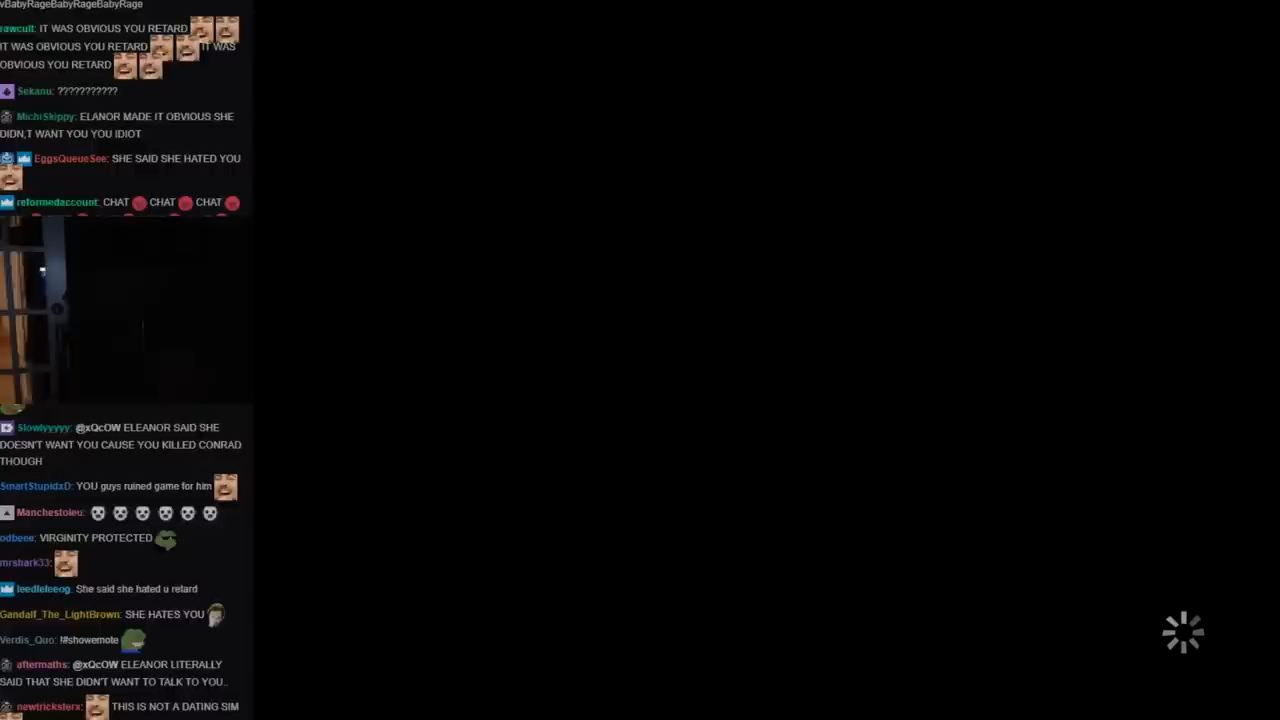 vBabyRageBabyRageBabyRage
rawcult: IT WAS OBVIOUS YOU RETARD
IT WAS OBVIOUS YOU RETARD IT WAS
OBVIOUS YOU RETARD
Sekanu: ???????????
MichiSkippy: ELANOR MADE IT OBVIOUS SHE
DIDN,T WANT YOU YOU IDIOT
EggsQueueSee: SHE SAID SHE HATED YOU
reformedaccount: CHAT CHAT CHAT
Slowlyyyyy: @xQcOW ELEANOR SAID SHE
DOESN'T WANT YOU CAUSE YOU KILLED CONRAD
THOUGH
SmartStupidxD: YOU guys ruined game for him
Manchestoleu:
odbeee: VIRGINITY PROTECTED
mrshark33:
leedleleeog: She said she hated u retard
Gandalf_The_LightBrown: SHE HATES YOU
Verdis_Quo: !#showemote
aftermaths: @xQcOW ELEANOR LITERALLY
SAID THAT SHE DIDN'T WANT TO TALK TO YOU..
newtricksterx: THIS IS NOT A DATING SIM